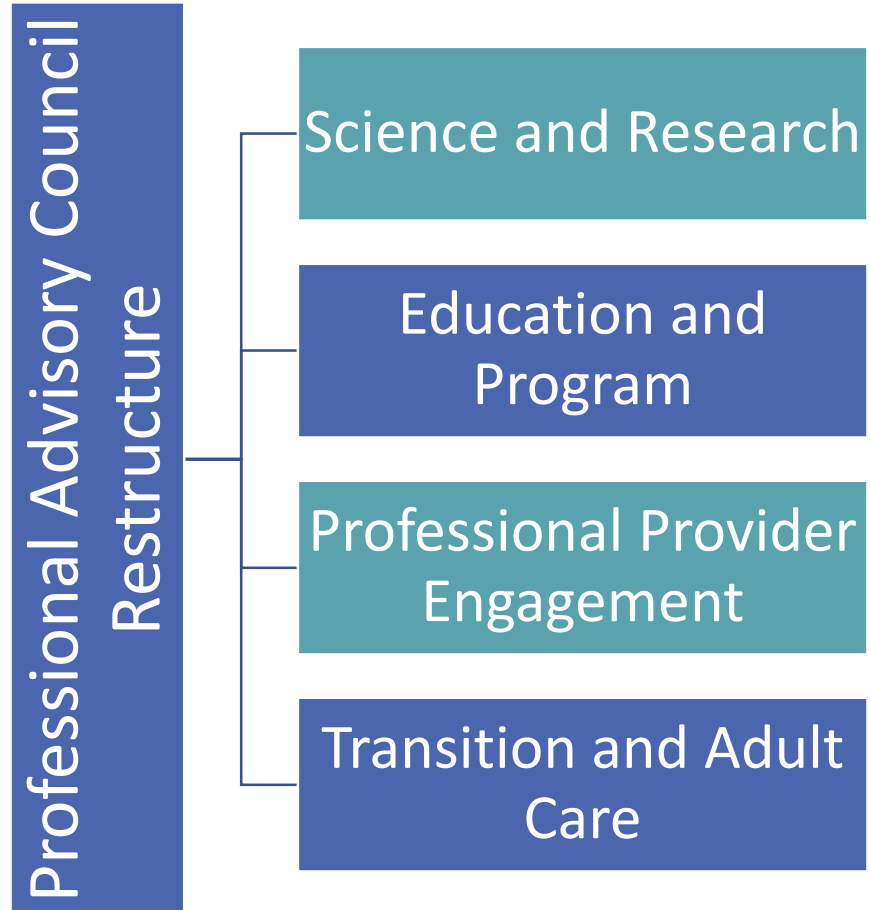 Professional Advisory Council
Restructure
Science and Research
Education and
Program
Professional Provider
Engagement
Transition and Adult
Care